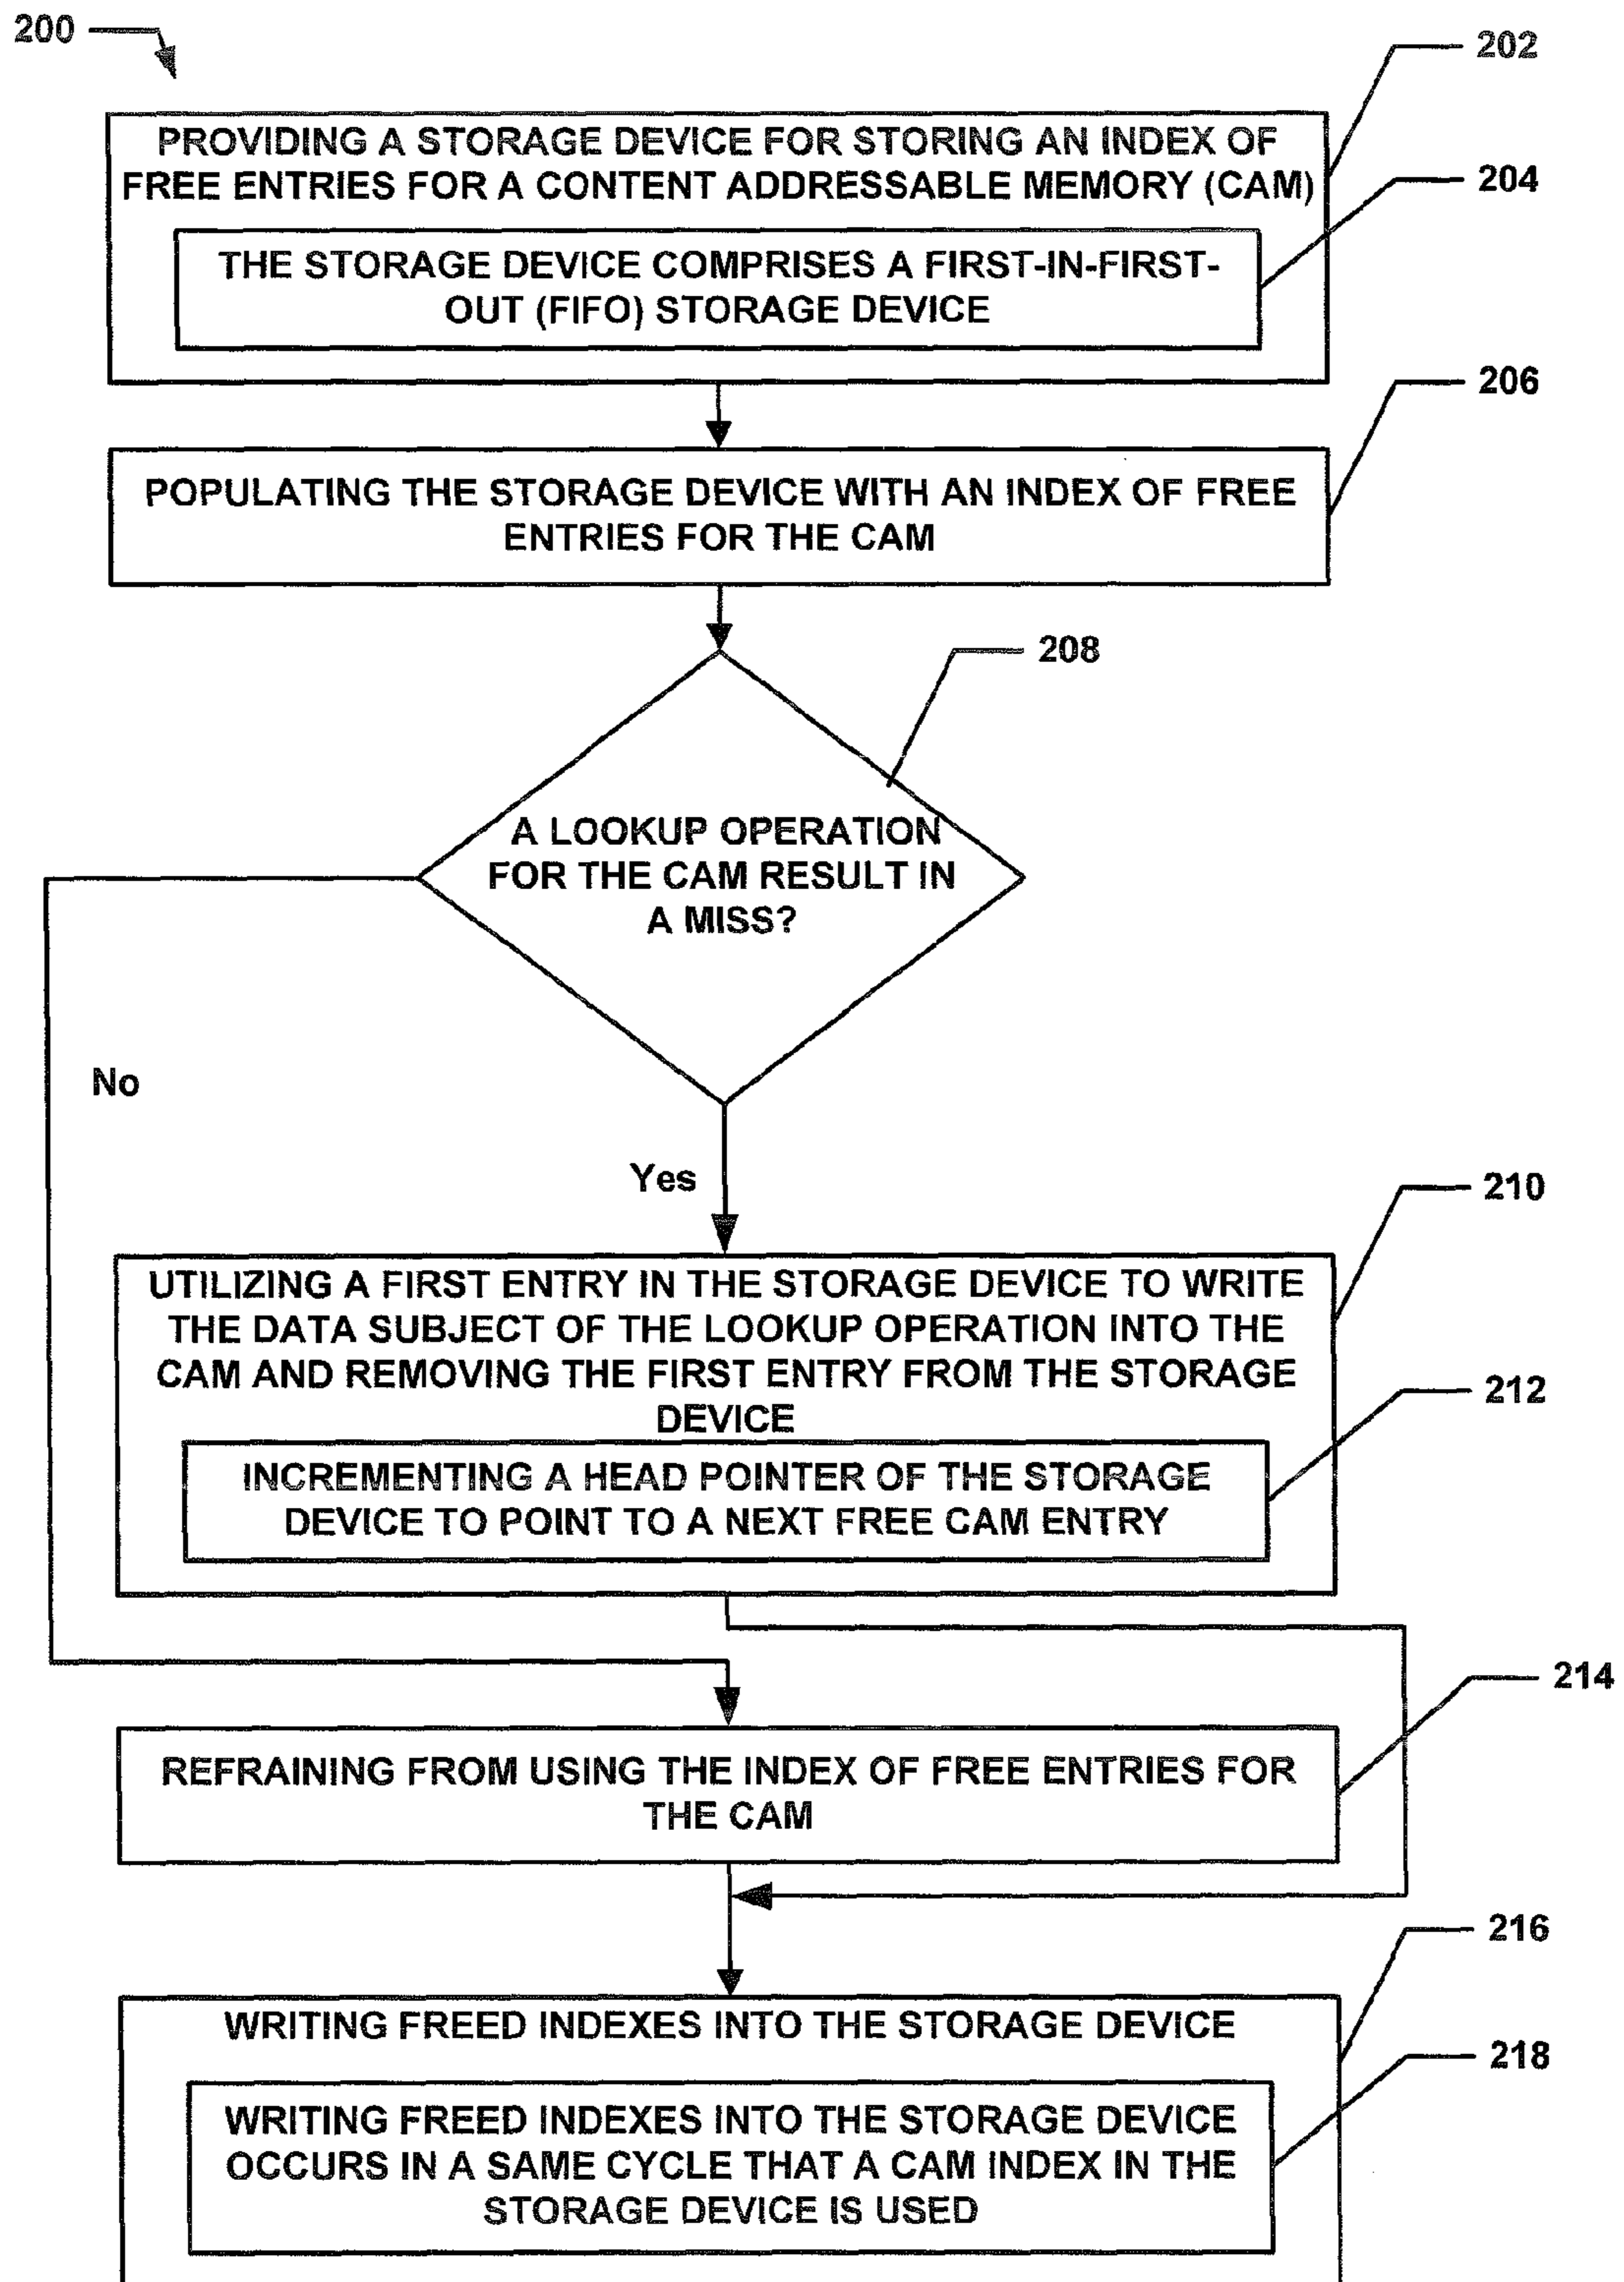 200
202
PROVIDING A STORAGE DEVICE FOR STORING AN INDEX OF
FREE ENTRIES FOR A CONTENT ADDRESSABLE MEMORY (CAM)
204
THE STORAGE DEVICE COMPRISES A FIRST-IN-FIRST-
OUT (FIFO) STORAGE DEVICE
206
POPULATING THE STORAGE DEVICE WITH AN INDEX OF FREE
ENTRIES FOR THE CAM
208
A LOOKUP OPERATION
FOR THE CAM RESULT IN
A MISS?
No
Yes
210
UTILIZING A FIRST ENTRY IN THE STORAGE DEVICE TO WRITE
THE DATA SUBJECT OF THE LOOKUP OPERATION INTO THE
CAM AND REMOVING THE FIRST ENTRY FROM THE STORAGE
DEVICE
212
INCREMENTING A HEAD POINTER OF THE STORAGE
DEVICE TO POINT TO A NEXT FREE CAM ENTRY
214
REFRAINING FROM USING THE INDEX OF FREE ENTRIES FOR
THE CAM
216
WRITING FREED INDEXES INTO THE STORAGE DEVICE
218
WRITING FREED INDEXES INTO THE STORAGE DEVICE
OCCURS IN A SAME CYCLE THAT A CAM INDEX IN THE
STORAGE DEVICE IS USED